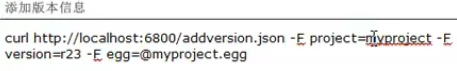 添加版本信息
curl http://localhost:6800/addversion.json -F project=myproject -F
version=r23 -F egg=@myproject.egg